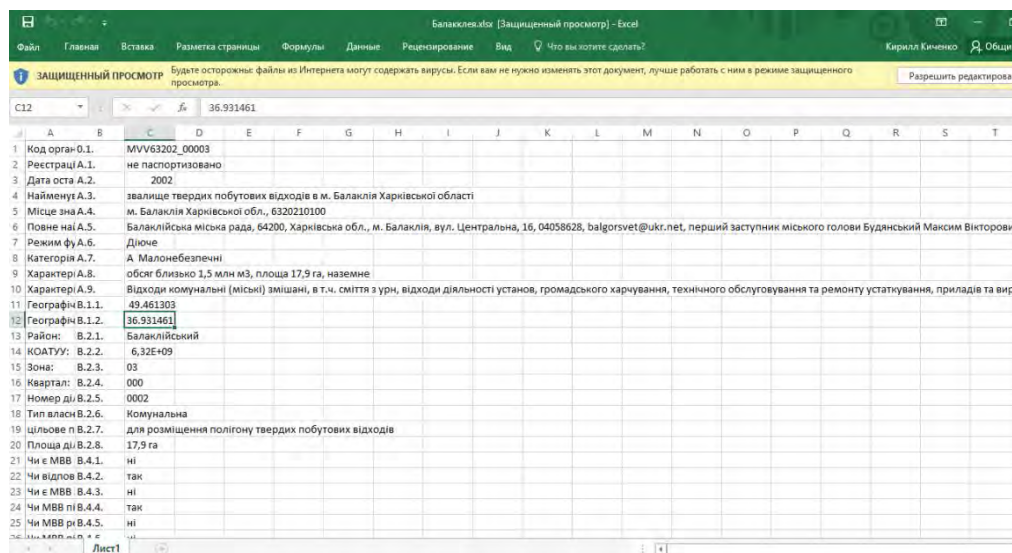 Балакклея.xlsx [Защищенный просмотр] - Excel
Файл Главная Вставка Разметка страницы Формулы Данные Рецензирование Вид Что вы хотите сделать? Кирилл Киченко Общи
ЗАЩИЩЕННЫЙ ПРОСМОТР Будьте осторожны: файлы из Интернета могут содержать вирусы. Если вам не нужно изменять этот документ, лучше работать с ним в режиме защищенного
просмотра. Разрешить редактирова
C12 fx 36.931461
A B C D E F G H I J K L M N O P Q R S T
1 Код орган 0.1. MVV63202_00003
2 Реєстраці А.1. не паспортизовано
3 Дата оста А.2. 2002
4 Найменув А.3. звалище твердих побутових відходів в м. Балаклія Харківської області
5 Місце зна А.4. м. Балаклія Харківської обл., 6320210100
6 Повне най А.5. Балаклійська міська рада, 64200, Харківська обл., м. Балаклія, вул. Центральна, 16, 04058628, balgorsvet@ukr.net, перший заступник міського голови Будянський Максим Вікторови
7 Режим фу А.6. Діюче
8 Категорія А.7. А Малонебезпечні
9 Характері А.8. обсяг близько 1,5 млн м3, площа 17,9 га, наземне
10 Характері А.9. Відходи комунальні (міські) змішані, в т.ч. сміття з урн, відходи діяльності установ, громадського харчування, технічного обслуговування та ремонту устаткування, приладів та вир
11 Географіч В.1.1. 49.461303
12 Географіч В.1.2. 36.931461
13 Район: В.2.1. Балаклійський
14 КОАТУУ: В.2.2. 6,32E+09
15 Зона: В.2.3. 03
16 Квартал: В.2.4. 000
17 Номер ді В.2.5. 0002
18 Тип власн В.2.6. Комунальна
19 цільове п В.2.7. для розміщення полігону твердих побутових відходів
20 Площа ді В.2.8. 17,9 га
21 Чи є МВВ В.4.1. ні
22 Чи відпов В.4.2. так
23 Чи є МВВ В.4.3. ні
24 Чи МВВ пі В.4.4. так
25 Чи МВВ рє В.4.5. ні
Лист1